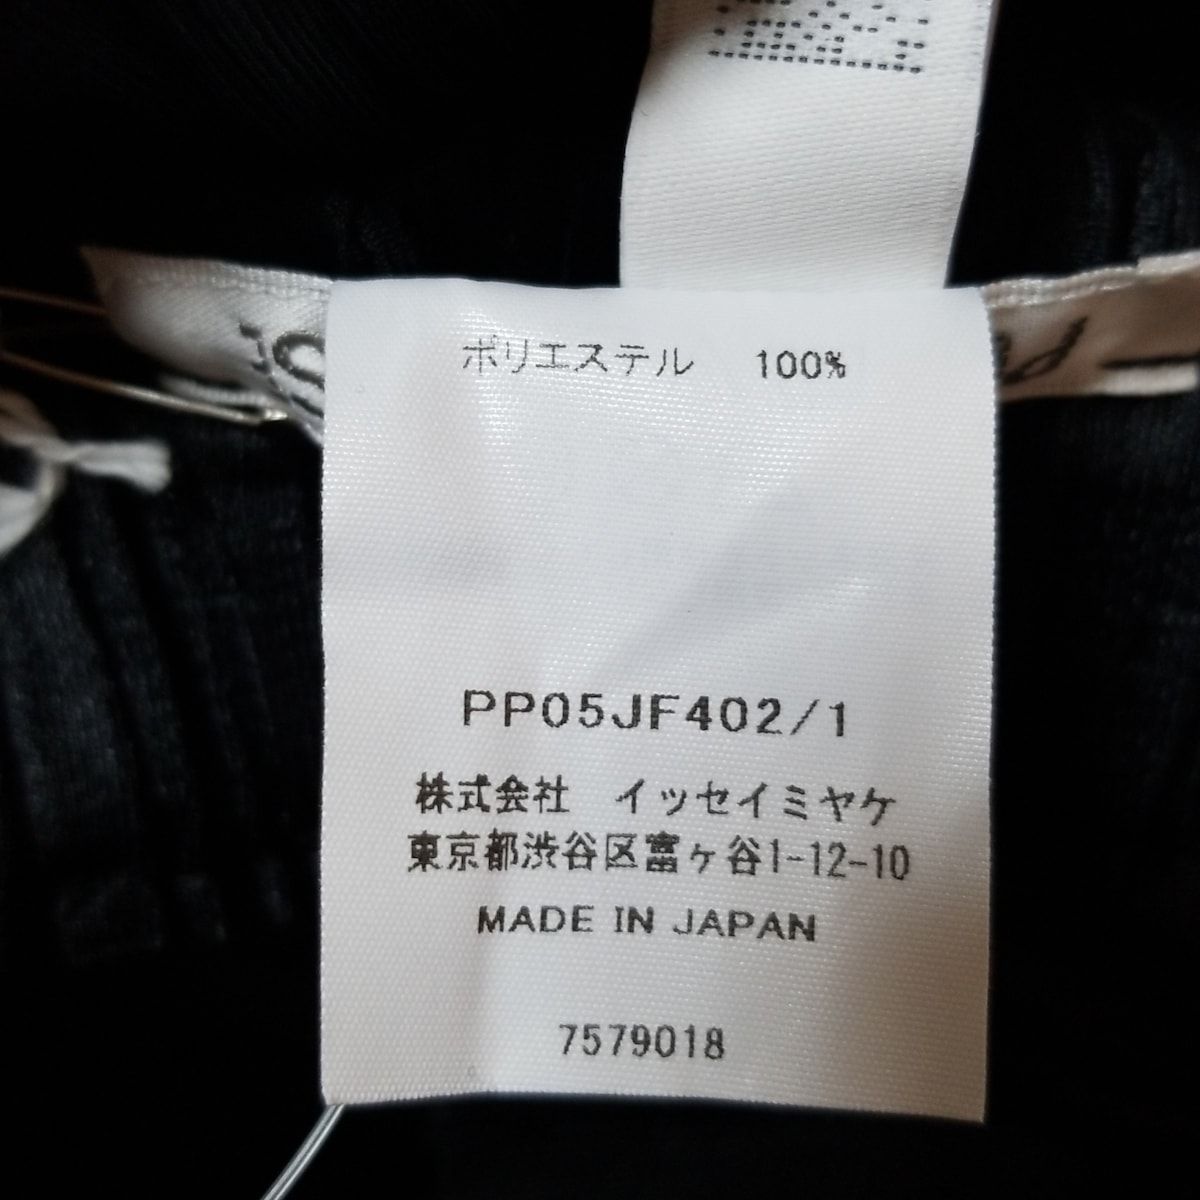 ポリエステル 100%
PP05JF402/1
株式会社 イッセイミヤケ
東京都渋谷区富ヶ谷1-12-10
MADE IN JAPAN
7579018